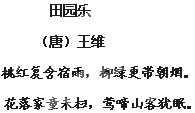 田园乐
（唐）王维
桃红复含宿雨，柳绿更带朝烟。
花落家童未扫，莺啼山客犹眠。